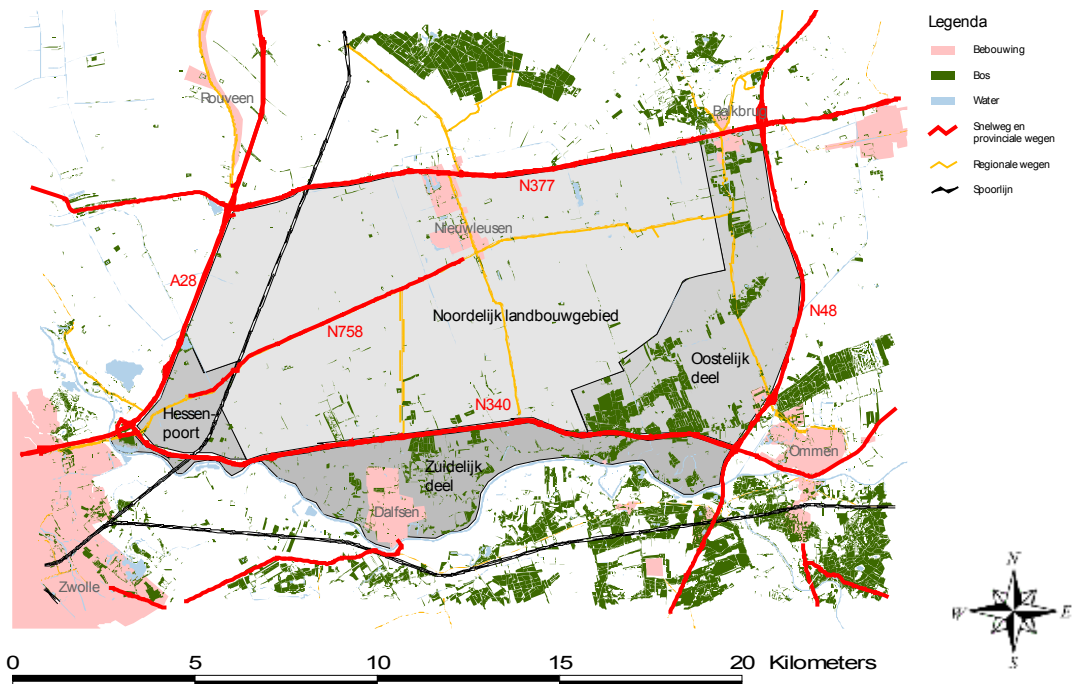 Legenda
Bebouwing
Bos
Water
Snelweg en
provinciale wegen
Regionale wegen
Spoorlijn
Rouveen
Balkbrug
N377
Nieuwleusen
A28
N48
Noordelijk landbouwgebied
N758
Oostelijk
deel
N340
Hessen-
poort
Ommen
Zuidelijk
deel
Dalfsen
Zwolle
N
W
E
S
0 5 10 15 20 Kilometers